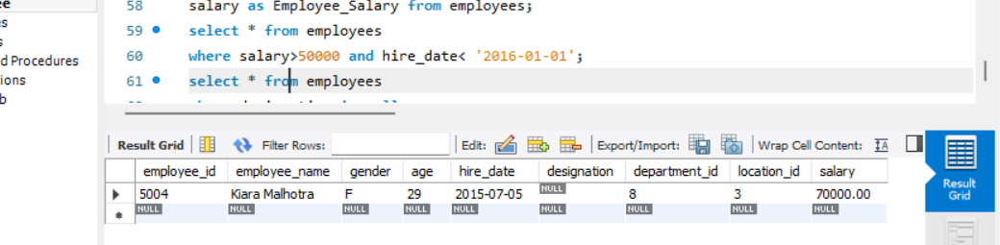 ee
58 salary as Employee_Salary from employees;
es
59 select * from employees
s
60 where salary>50000 and hire_date< '2016-01-01';
d Procedures
61 select * from employees
ions
b
Result Grid Filter Rows: Edit: Export/Import: Wrap Cell Content: IA
employee_id employee_name gender age hire_date designation department_id location_id salary
5004 Kiara Malhotra F 29 2015-07-05 NULL 8 3 70000.00
NULL NULL NULL NULL NULL NULL NULL NULL NULL
Result
Grid